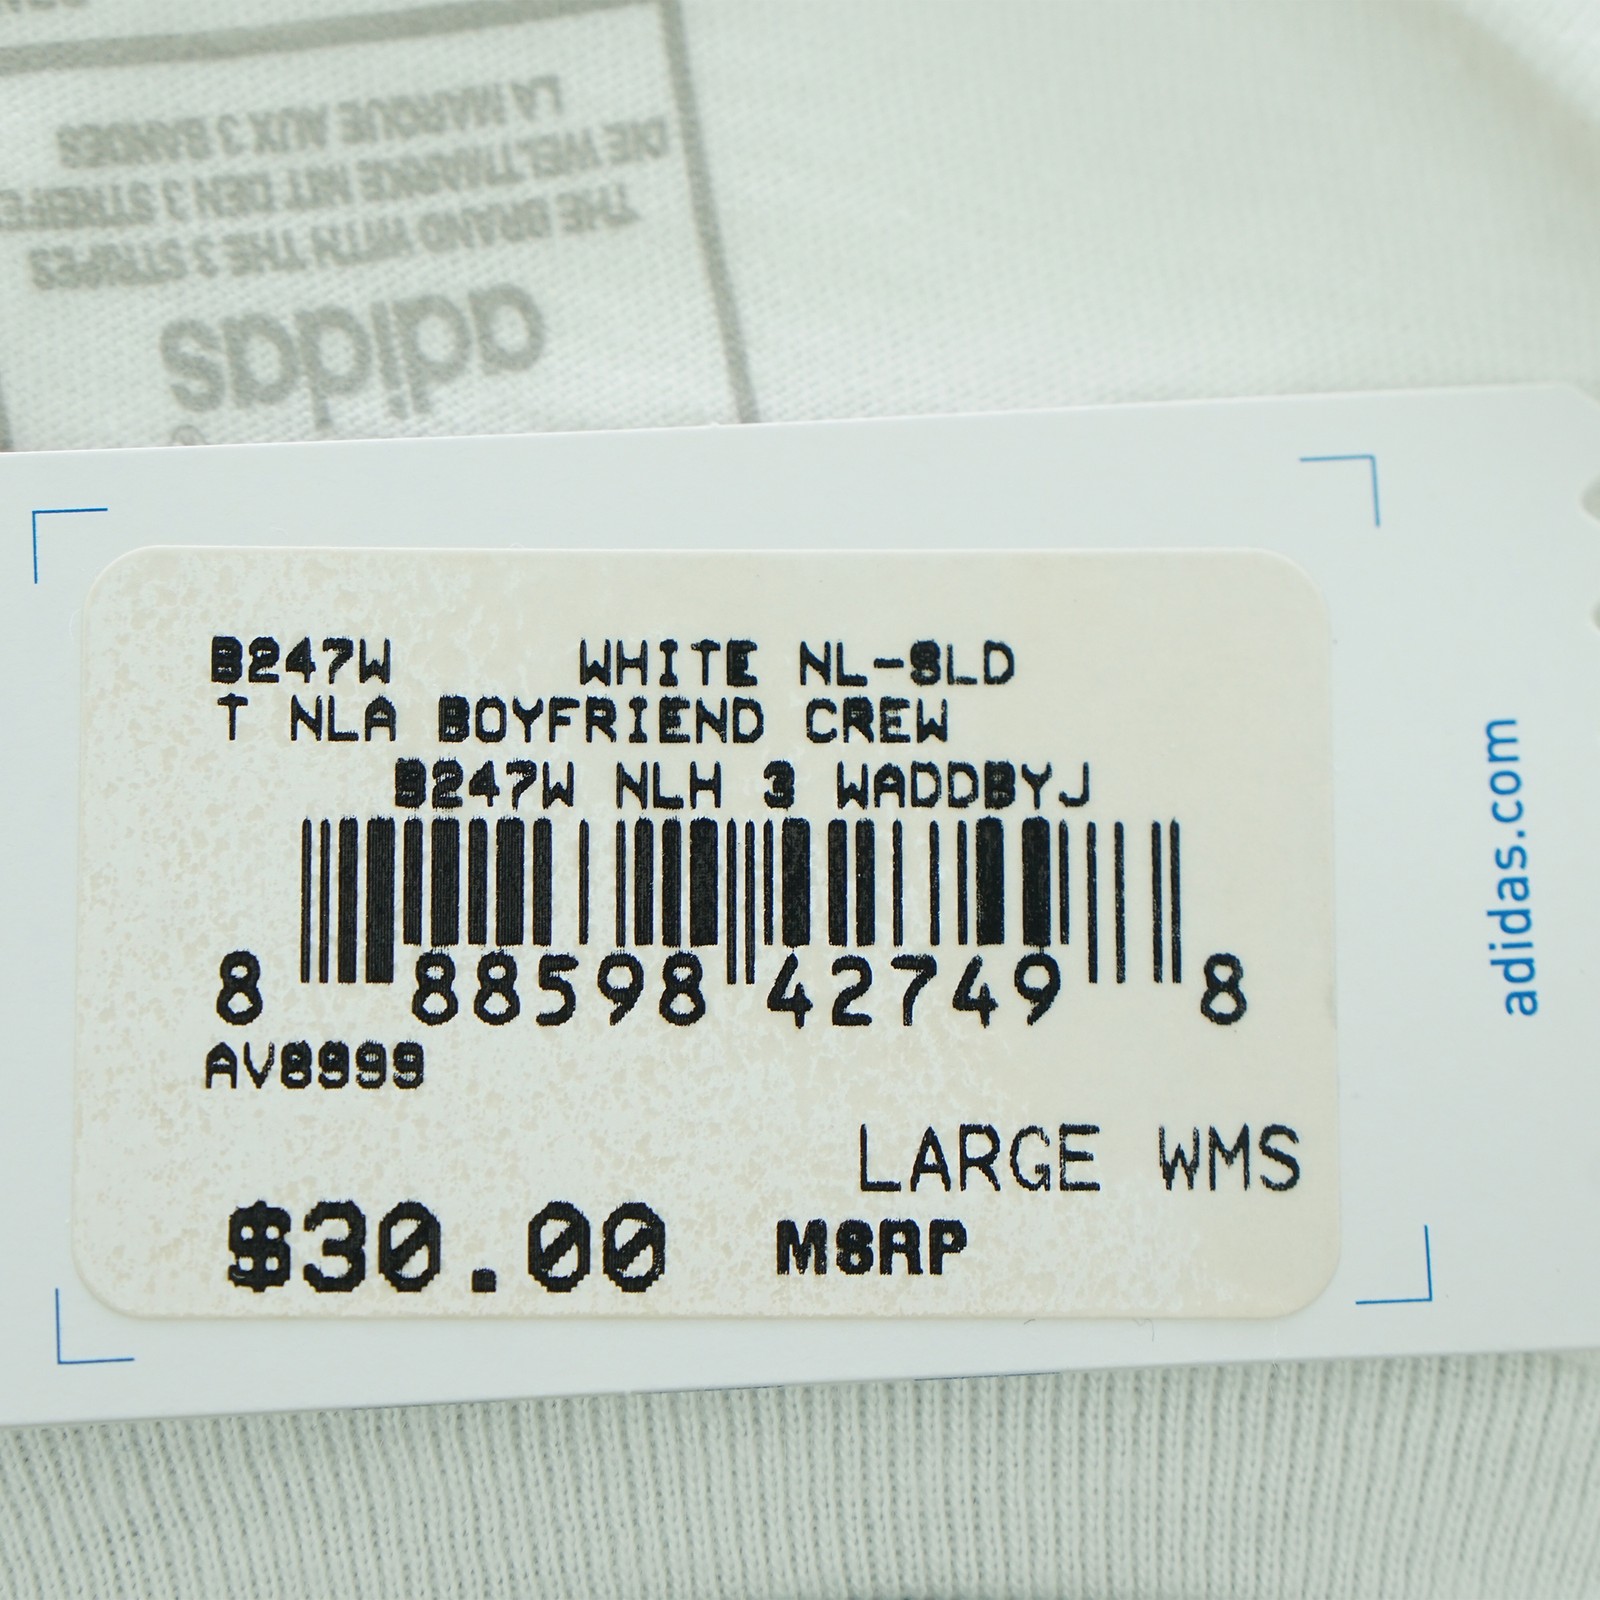 LA MARQUE AUX 3 BANDES
DIE WELTMARKE MIT DEN 3 STREIFE
THE BRAND WITH THE 3 STRIPES
adidas
B247W WHITE NL-SLD
T NLA BOYFRIEND CREW
B247W NLH 3 WADDBYJ
8 88598 42749 8
AV8999
LARGE WMS
$30.00 MSRP
adidas.com